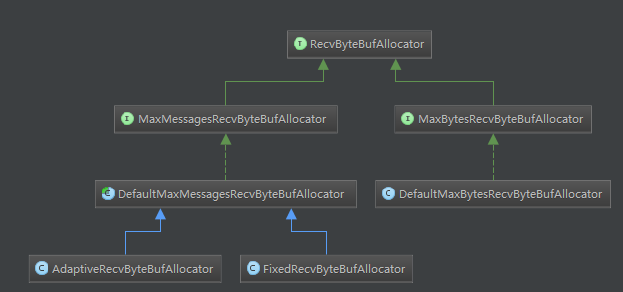 I RecvByteBufAllocator
I MaxMessagesRecvByteBufAllocator
I MaxBytesRecvByteBufAllocator
C DefaultMaxMessagesRecvByteBufAllocator
C DefaultMaxBytesRecvByteBufAllocator
C AdaptiveRecvByteBufAllocator
C FixedRecvByteBufAllocator